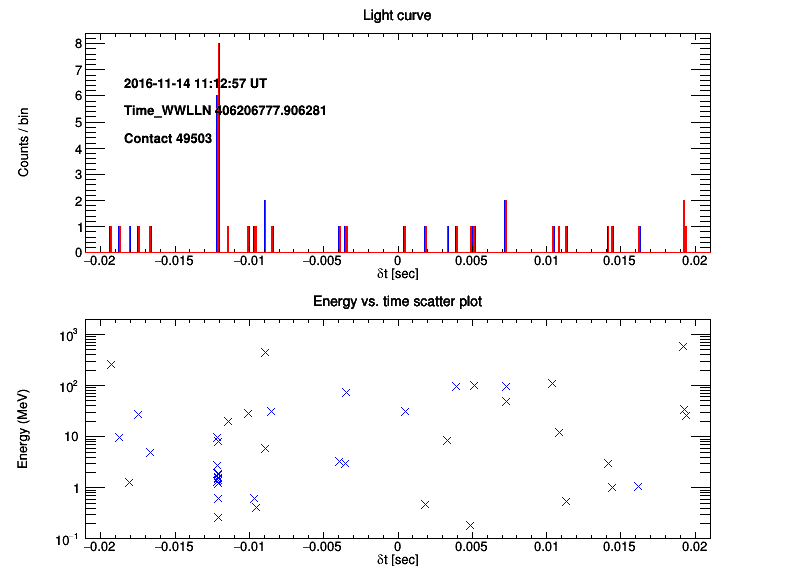 Light curve
8
7
6
5
4
3
2
1
0
Counts / bin
2016-11-14 11:12:57 UT
Time_WWLLN 406206777.906281
Contact 49503
−0.02 −0.015 −0.01 −0.005 0 0.005 0.01 0.015 0.02
δt [sec]
Energy vs. time scatter plot
10³
10²
10
1
10⁻¹
Energy (MeV)
−0.02 −0.015 −0.01 −0.005 0 0.005 0.01 0.015 0.02
δt [sec]